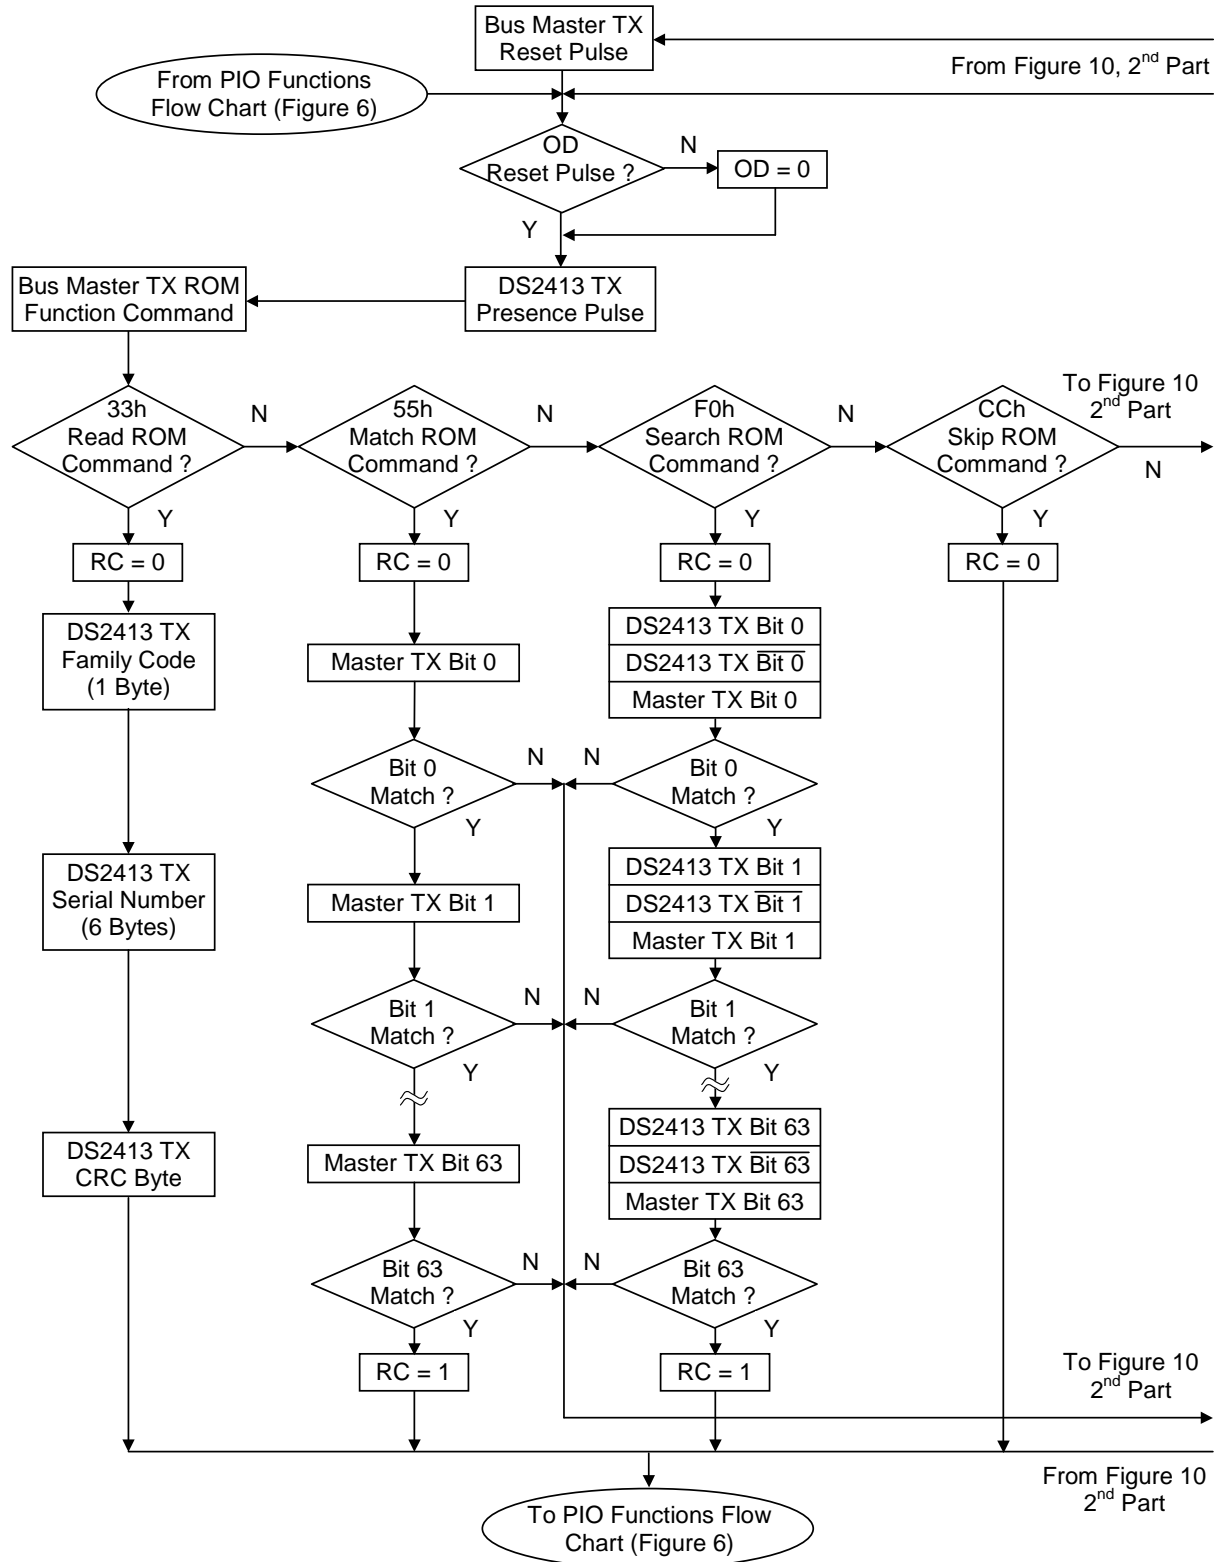 Bus Master TX
Reset Pulse
From Figure 10, 2nd Part
From PIO Functions
Flow Chart (Figure 6)
OD
Reset Pulse ?
N
OD = 0
Y
Bus Master TX ROM
Function Command
DS2413 TX
Presence Pulse
33h
Read ROM
Command ?
N
Y
55h
Match ROM
Command ?
N
Y
F0h
Search ROM
Command ?
N
Y
CCh
Skip ROM
Command ?
To Figure 10
2nd Part
N
Y
RC = 0
RC = 0
RC = 0
RC = 0
DS2413 TX
Family Code
(1 Byte)
DS2413 TX
Serial Number
(6 Bytes)
DS2413 TX
CRC Byte
Master TX Bit 0
Bit 0
Match ?
N
Y
Master TX Bit 1
Bit 1
Match ?
N
Y
Master TX Bit 63
Bit 63
Match ?
N
Y
RC = 1
DS2413 TX Bit 0
DS2413 TX B̅i̅t̅ ̅0̅
Master TX Bit 0
N
Bit 0
Match ?
Y
DS2413 TX Bit 1
DS2413 TX B̅i̅t̅ ̅1̅
Master TX Bit 1
N
Bit 1
Match ?
Y
DS2413 TX Bit 63
DS2413 TX B̅i̅t̅ ̅6̅3̅
Master TX Bit 63
N
Bit 63
Match ?
Y
RC = 1
To Figure 10
2nd Part
From Figure 10
2nd Part
To PIO Functions Flow
Chart (Figure 6)